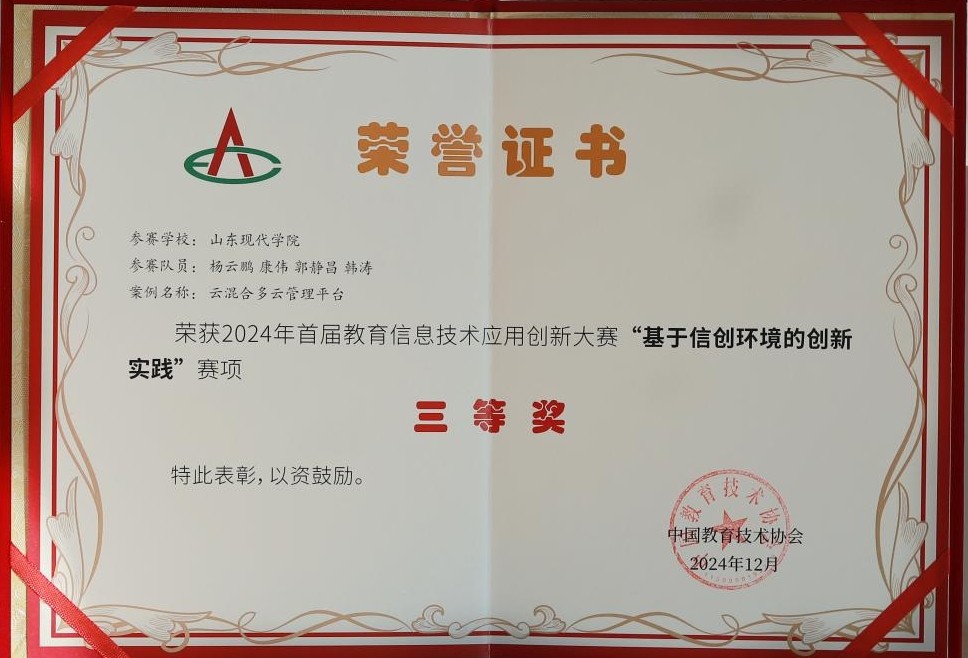 荣誉证书
参赛学校：山东现代学院
参赛队员：杨云鹏 康伟 郭静昌 韩涛
案例名称：云混合多云管理平台
荣获2024年首届教育信息技术应用创新大赛“基于信创环境的创新
实践”赛项
三等奖
特此表彰，以资鼓励。
中国教育技术协会
2024年12月